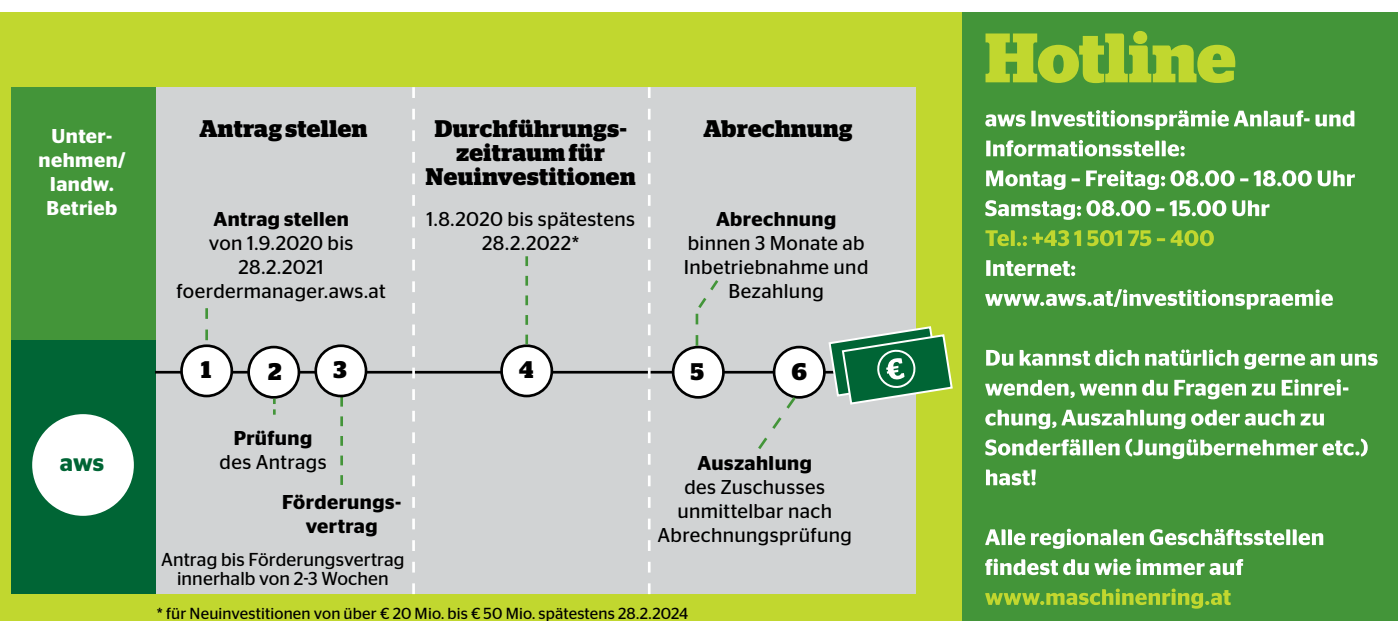 Unter-
nehmen/
landw.
Betrieb
aws
Antrag stellen
Antrag stellen
von 1.9.2020 bis
28.2.2021
foerdermanager.aws.at
1
2
3
Prüfung
des Antrags
Förderungs-
vertrag
Antrag bis Förderungsvertrag
innerhalb von 2-3 Wochen
Durchführungs-
zeitraum für
Neuinvestitionen
1.8.2020 bis spätestens
28.2.2022*
4
Abrechnung
Abrechnung
binnen 3 Monate ab
Inbetriebnahme und
Bezahlung
5
6
€
Auszahlung
des Zuschusses
unmittelbar nach
Abrechnungsprüfung
* für Neuinvestitionen von über € 20 Mio. bis € 50 Mio. spätestens 28.2.2024
Hotline
aws Investitionsprämie Anlauf- und
Informationsstelle:
Montag – Freitag: 08.00 – 18.00 Uhr
Samstag: 08.00 – 15.00 Uhr
Tel.: +43 1 501 75 – 400
Internet:
www.aws.at/investitionspraemie
Du kannst dich natürlich gerne an uns
wenden, wenn du Fragen zu Einrei-
chung, Auszahlung oder auch zu
Sonderfällen (Jungübernehmer etc.)
hast!
Alle regionalen Geschäftsstellen
findest du wie immer auf
www.maschinenring.at